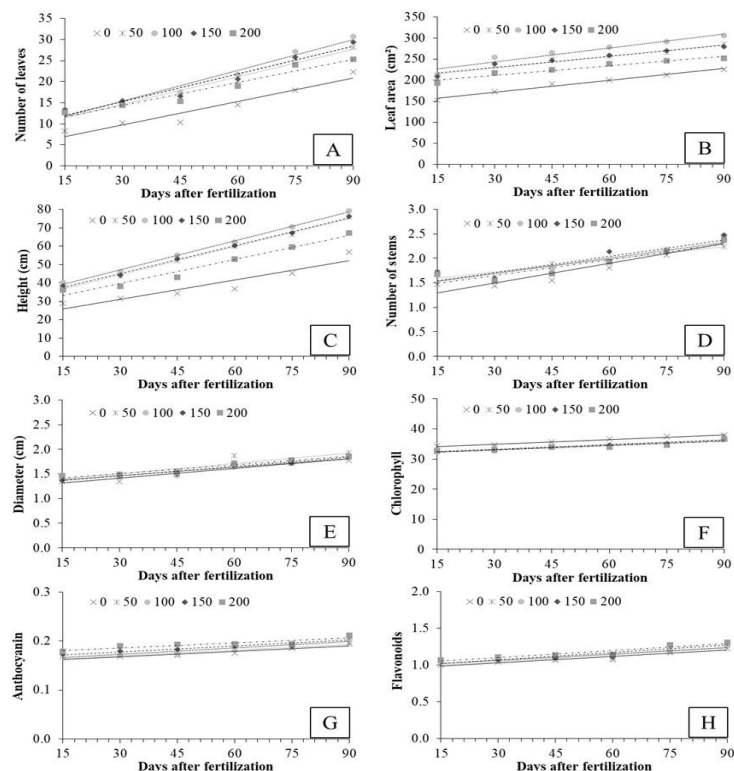 35
30
25
20
15
10
5
0
Number of leaves
0 50 100 150 200
A
15 30 45 60 75 90
Days after fertilization
400
350
300
250
200
150
100
50
0
Leaf area (cm²)
0 50 100 150 200
B
15 30 45 60 75 90
Days after fertilization
80
70
60
50
40
30
20
10
0
Height (cm)
0 50 100 150 200
C
15 30 45 60 75 90
Days after fertilization
3.0
2.5
2.0
1.5
1.0
0.5
0.0
Number of stems
0 50 100 150 200
D
15 30 45 60 75 90
Days after fertilization
3.0
2.5
2.0
1.5
1.0
0.5
0.0
Diameter (cm)
0 50 100 150 200
E
15 30 45 60 75 90
Days after fertilization
50
40
30
20
10
0
Chlorophyll
0 50 100 150 200
F
15 30 45 60 75 90
Days after fertilization
0.3
0.2
0.1
0.0
Anthocyanin
0 50 100 150 200
G
15 30 45 60 75 90
Days after fertilization
2.0
1.5
1.0
0.5
0.0
Flavonoids
0 50 100 150 200
H
15 30 45 60 75 90
Days after fertilization